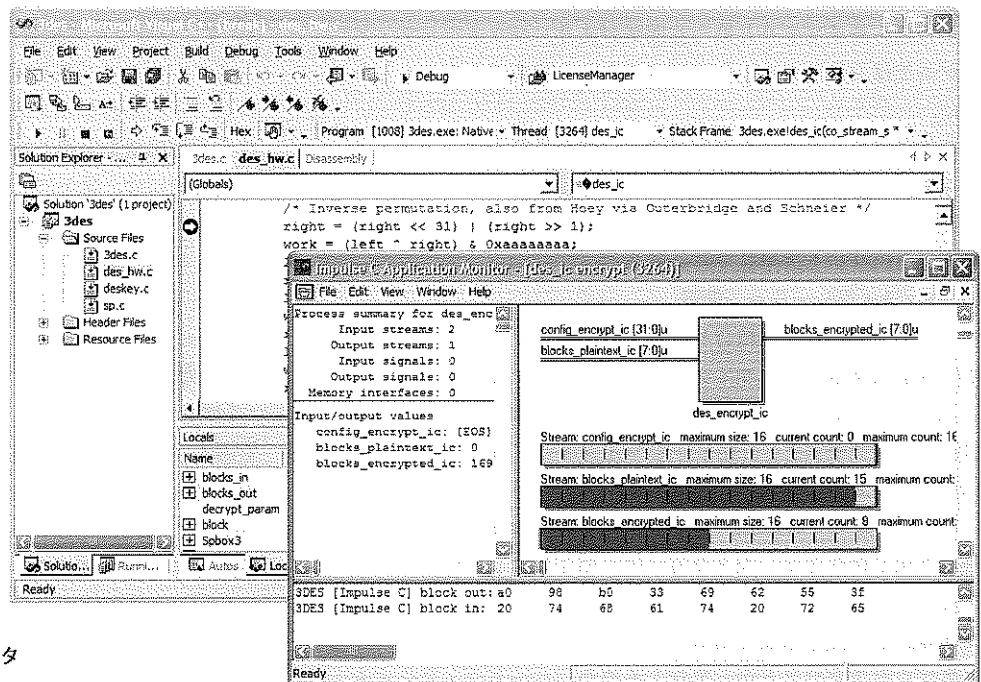 File Edit View Project Build Debug Tools Window Help
Debug LicenseManager
Hex Program [1008] 3des.exe: Native Thread [3264] des_ic Stack Frame 3des.exe!des_ic(co_stream_s *
Solution Explorer - ...
3des.c des_hw.c Disassembly
(Globals) des_ic
Solution '3des' (1 project)
3des
Source Files
3des.c
des_hw.c
deskey.c
sp.c
Header Files
Resource Files
/* Inverse permutation, also from Hoey via Outerbridge and Schneier */
right = (right << 31) | (right >> 1);
work = (left ^ right) & 0xaaaaaaaa;
Locals
Name
blocks_in
blocks_out
decrypt_param
block
Spbox3
Solutio... Runni...
Autos Loc
Ready
Impulse C Application Monitor - [des_ic encrypt (3264)]
File Edit View Window Help
Process summary for des_enc
Input streams: 2
Output streams: 1
Input signals: 0
Output signals: 0
Memory interfaces: 0
Input/output values
config_encrypt_ic: (EOS)
blocks_plaintext_ic: 0
blocks_encrypted_ic: 169
config_encrypt_ic [31:0]u
blocks_plaintext_ic [7:0]u
blocks_encrypted_ic [7:0]u
des_encrypt_ic
Stream: config_encrypt_ic maximum size: 16 current count: 0 maximum count: 16
Stream: blocks_plaintext_ic maximum size: 16 current count: 15 maximum count:
Stream: blocks_encrypted_ic maximum size: 16 current count: 9 maximum count:
3DES [Impulse C] block out: a0 98 b0 33 69 62 55 3f
3DES [Impulse C] block in: 20 74 68 61 74 20 72 65
Ready
タ